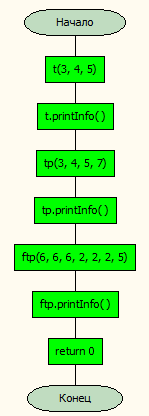 Начало
t(3, 4, 5)
t.printInfo( )
tp(3, 4, 5, 7)
tp.printInfo( )
ftp(6, 6, 6, 2, 2, 2, 5)
ftp.printInfo( )
return 0
Конец